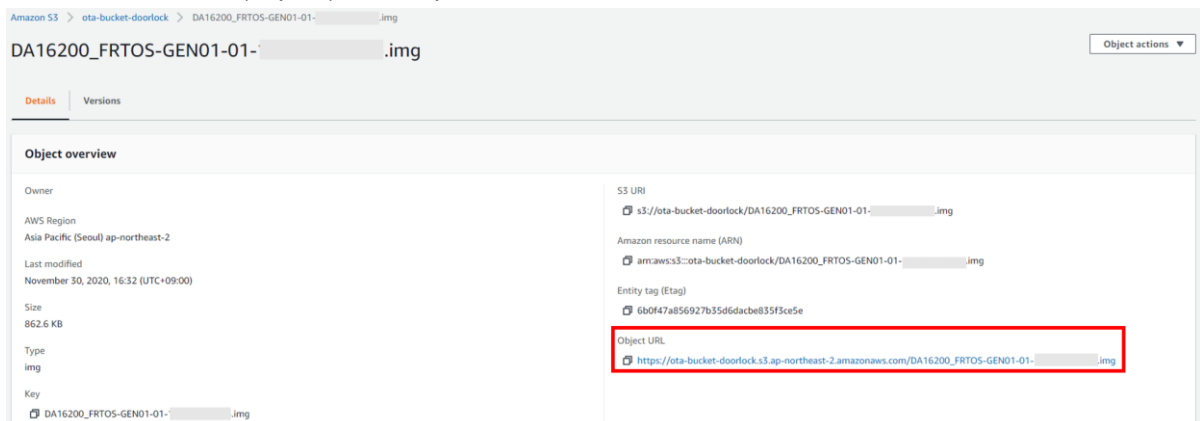 Amazon S3 > ota-bucket-doorlock > DA16200_FRTOS-GEN01-01- .img
DA16200_FRTOS-GEN01-01- .img
Object actions ▼
Details
Versions
Object overview
Owner
AWS Region
Asia Pacific (Seoul) ap-northeast-2
Last modified
November 30, 2020, 16:32 (UTC+09:00)
Size
862.6 KB
Type
img
Key
DA16200_FRTOS-GEN01-01- .img
S3 URI
s3://ota-bucket-doorlock/DA16200_FRTOS-GEN01-01- .img
Amazon resource name (ARN)
arn:aws:s3:::ota-bucket-doorlock/DA16200_FRTOS-GEN01-01- .img
Entity tag (Etag)
6b0f47a856927b35d6dacbe835f3ce5e
Object URL
https://ota-bucket-doorlock.s3.ap-northeast-2.amazonaws.com/DA16200_FRTOS-GEN01-01- .img